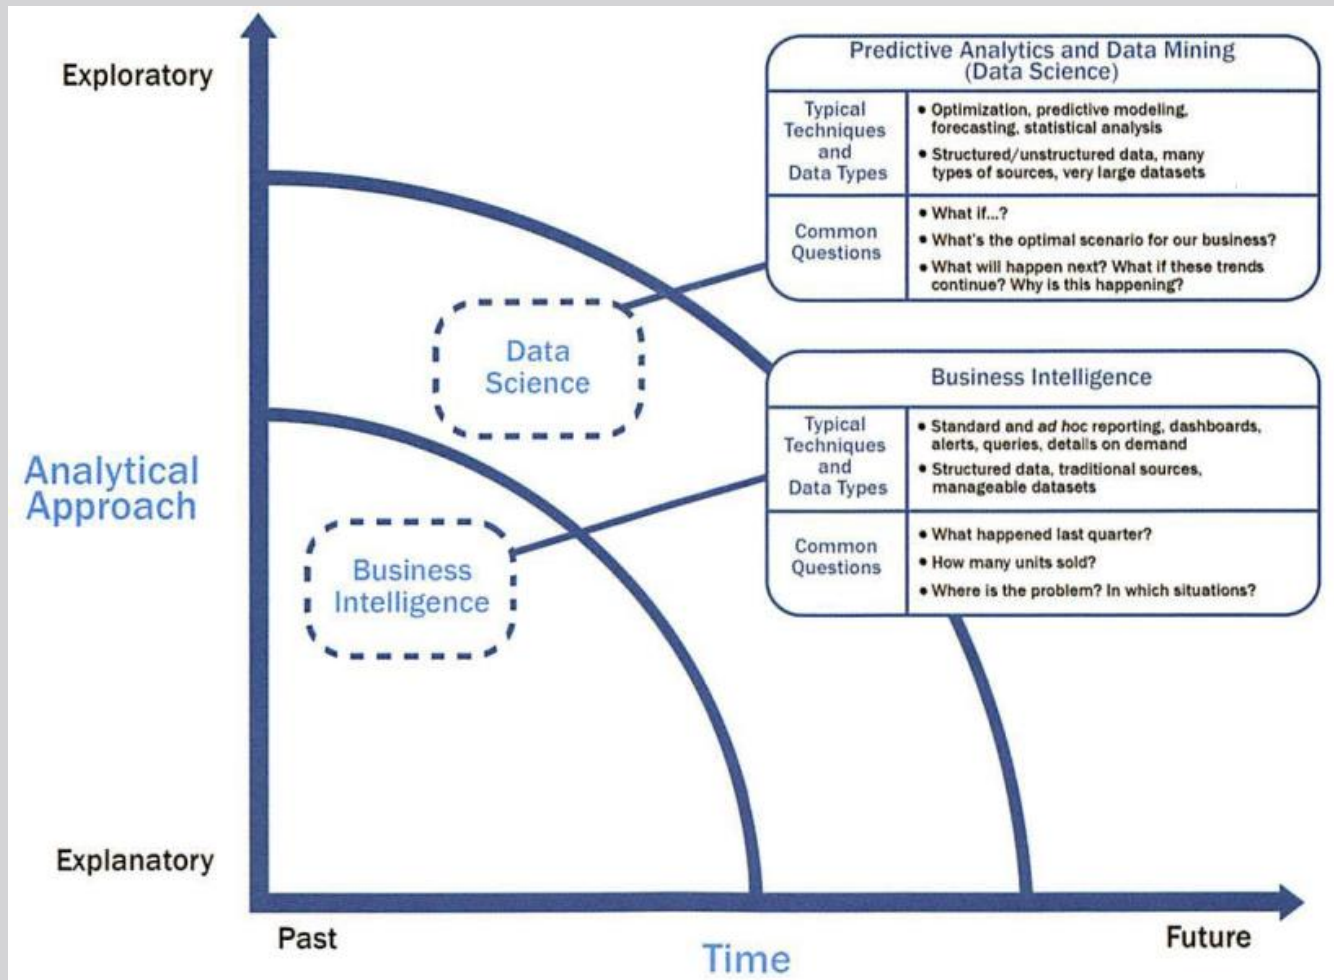 Exploratory
Analytical
Approach
Explanatory
Past
Time
Future
Data
Science
Business
Intelligence
Predictive Analytics and Data Mining
(Data Science)
Typical
Techniques
and
Data Types
• Optimization, predictive modeling,
forecasting, statistical analysis
• Structured/unstructured data, many
types of sources, very large datasets
Common
Questions
• What if...?
• What's the optimal scenario for our business?
• What will happen next? What if these trends
continue? Why is this happening?
Business Intelligence
Typical
Techniques
and
Data Types
• Standard and ad hoc reporting, dashboards,
alerts, queries, details on demand
• Structured data, traditional sources,
manageable datasets
Common
Questions
• What happened last quarter?
• How many units sold?
• Where is the problem? In which situations?